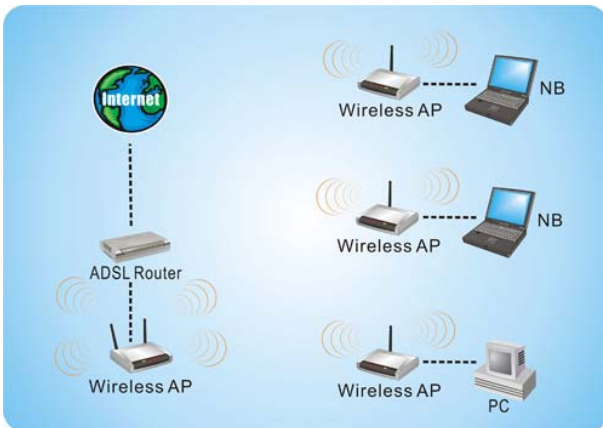 Internet
ADSL Router
Wireless AP
Wireless AP
NB
Wireless AP
NB
Wireless AP
PC